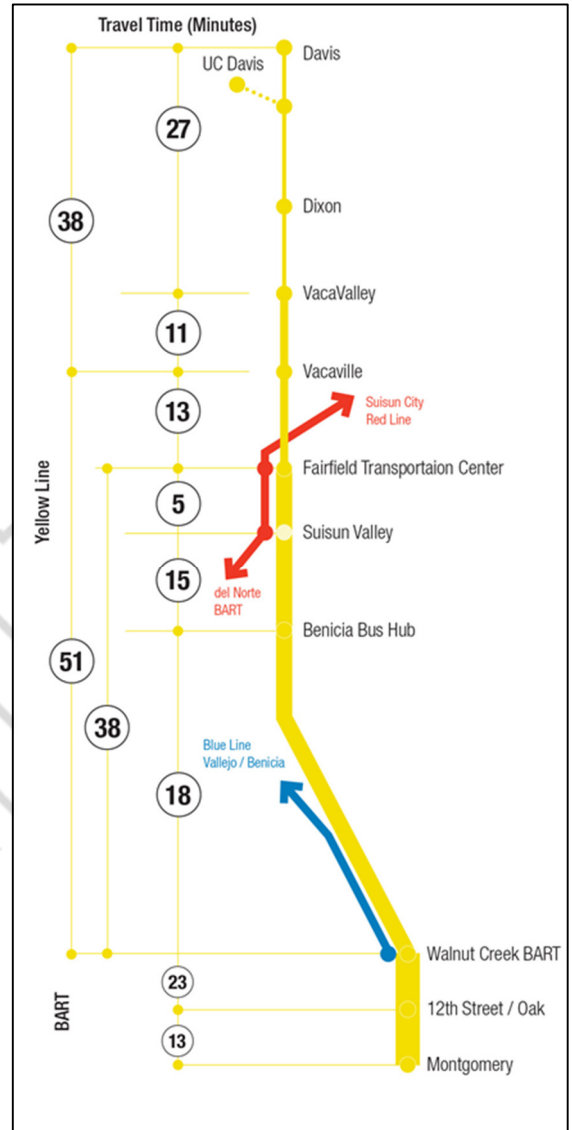 Travel Time (Minutes)
Davis
UC Davis
27
38
Dixon
VacaValley
11
Vacaville
13
Suisun City
Red Line
Fairfield Transportaion Center
5
Suisun Valley
15
del Norte
BART
Yellow Line
Benicia Bus Hub
51
38
Blue Line
Vallejo / Benicia
18
Walnut Creek BART
23
BART
12th Street / Oak
13
Montgomery